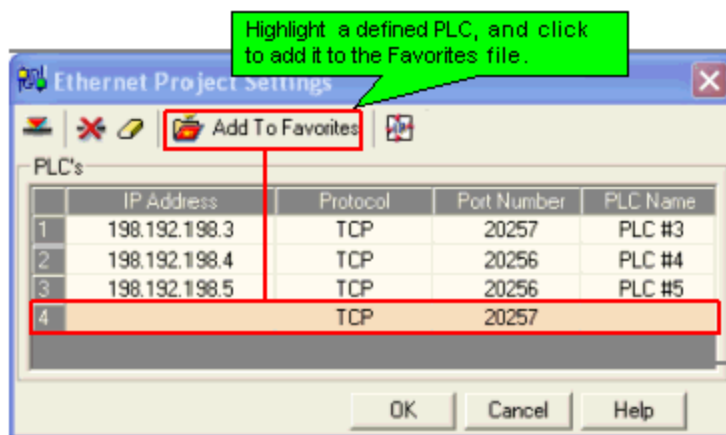 Highlight a defined PLC, and click
to add it to the Favorites file.
Ethernet Project Settings
Add To Favorites
PLC's
IP Address Protocol Port Number PLC Name
1 198.192.198.3 TCP 20257 PLC #3
2 198.192.198.4 TCP 20256 PLC #4
3 198.192.198.5 TCP 20256 PLC #5
4 TCP 20257
OK Cancel Help